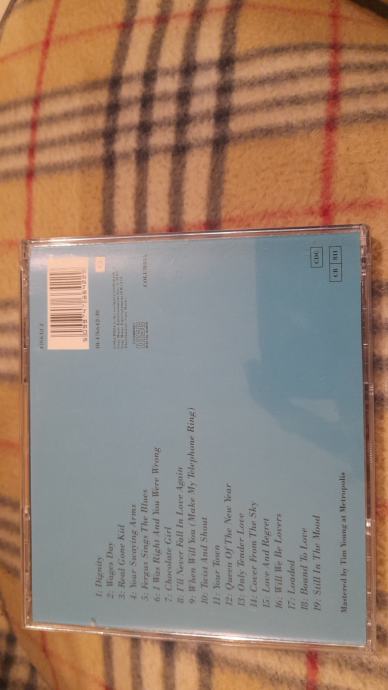 1: Dignity
2: Wages Day
3: Real Gone Kid
4: Your Swaying Arms
5: Fergus Sings The Blues
6: I Was Right And You Were Wrong
7: Chocolate Girl
8: I'll Never Fall In Love Again
9: When Will You (Make My Telephone Ring)
10: Twist And Shout
11: Your Town
12: Queen Of The New Year
13: Only Tender Love
14: Cover From The Sky
15: Love And Regret
16: Will We Be Lovers
17: Loaded
18: Bound To Love
19: Still In The Mood
Mastered by Tim Young at Metropolis
COLUMBIA
CDG
CB